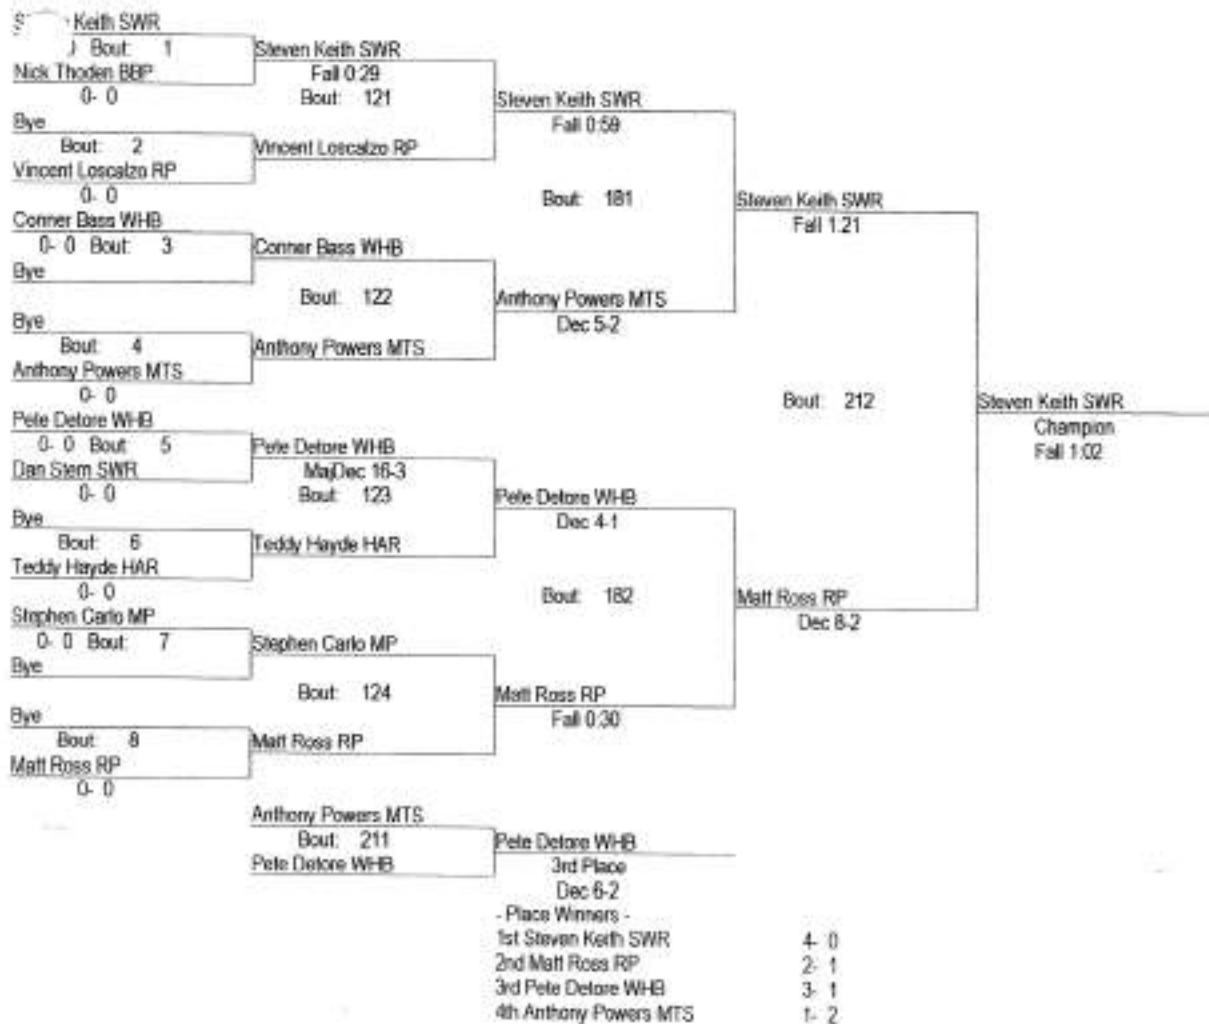 Keith SWR
Bout: 1
Nick Thoden BBP
0- 0
Bye
Bout: 2
Vincent Loscalzo RP
0- 0
Conner Bass WHB
0- 0 Bout: 3
Bye
Bye
Bout: 4
Anthony Powers MTS
0- 0
Pete Detore WHB
0- 0 Bout 5
Dan Stern SWR
0- 0
Bye
Bout: 6
Teddy Hayde HAR
0- 0
Stephen Carlo MP
0- 0 Bout: 7
Bye
Bye
Bout: 8
Matt Ross RP
0- 0
Steven Keith SWR
Fall 0:29
Bout: 121
Vincent Loscalzo RP
Conner Bass WHB
Bout: 122
Anthony Powers MTS
Pete Detore WHB
MajDec 16-3
Bout: 123
Teddy Hayde HAR
Stephen Carlo MP
Bout: 124
Matt Ross RP
Steven Keith SWR
Fall 0:59
Bout: 181
Anthony Powers MTS
Dec 5-2
Pete Detore WHB
Dec 4-1
Bout: 182
Matt Ross RP
Fall 0:30
Steven Keith SWR
Fall 1:21
Bout: 212
Matt Ross RP
Dec 8-2
Steven Keith SWR
Champion
Fall 1:02
Anthony Powers MTS
Bout: 211
Pete Detore WHB
Pete Detore WHB
3rd Place
Dec 6-2
- Place Winners -
1st Steven Keith SWR 4- 0
2nd Matt Ross RP 2- 1
3rd Pete Detore WHB 3- 1
4th Anthony Powers MTS 1- 2